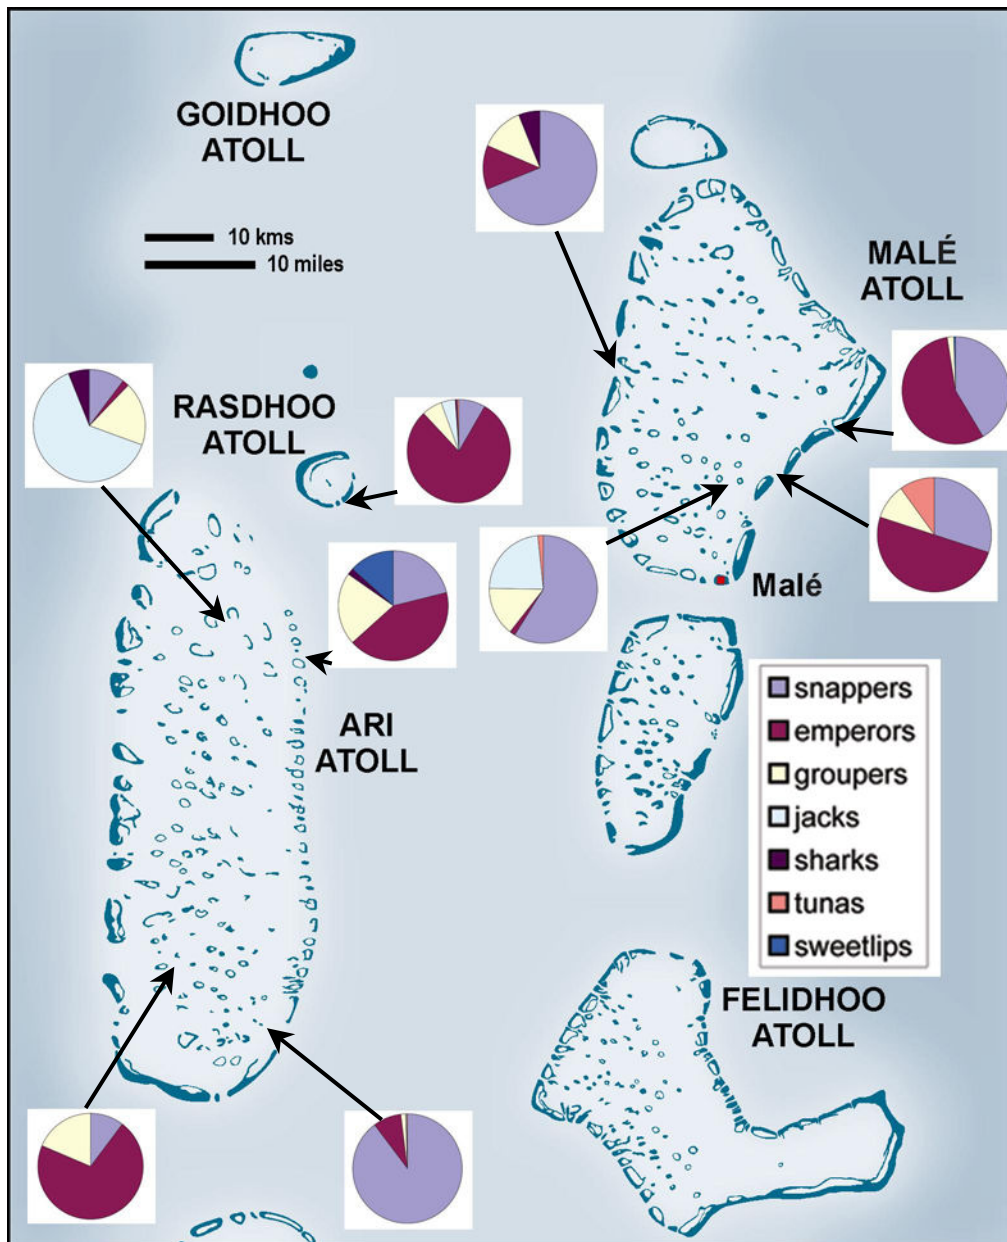 GOIDHOO
ATOLL
10 kms
10 miles
MALÉ
ATOLL
RASDHOO
ATOLL
Malé
ARI
ATOLL
snappers
emperors
groupers
jacks
sharks
tunas
sweetlips
FELIDHOO
ATOLL